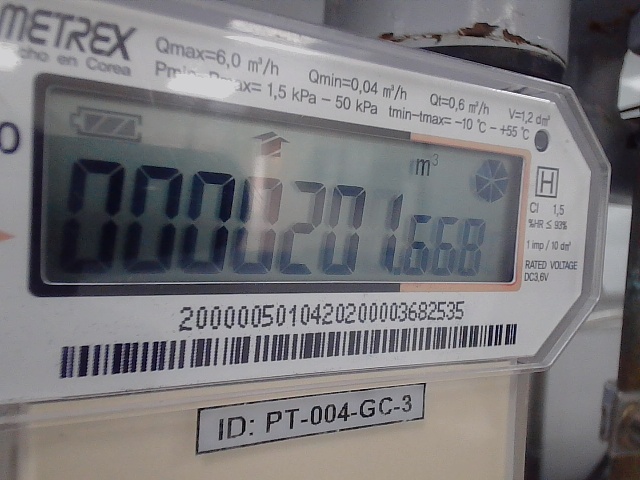 METREX
cho en Corea
Qmax=6,0 m³/h
Qmin=0,04 m³/h
Qt=0,6 m³/h
V=1,2 dm³
Pmin-Pmax= 1,5 kPa – 50 kPa
tmin-tmax= –10 °C – +55 °C
m³
0000201.668
H
Cl 1,5
%HR ≤ 93%
1 imp / 10 dm³
RATED VOLTAGE
DC3,6V
20000050104202000003682535
ID: PT-004-GC-3